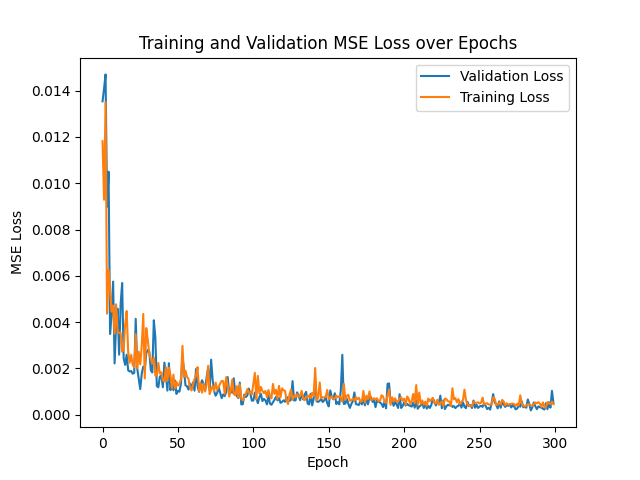 Training and Validation MSE Loss over Epochs
Validation Loss
Training Loss
0.014
0.012
0.010
0.008
0.006
0.004
0.002
0.000
MSE Loss
0 50 100 150 200 250 300
Epoch